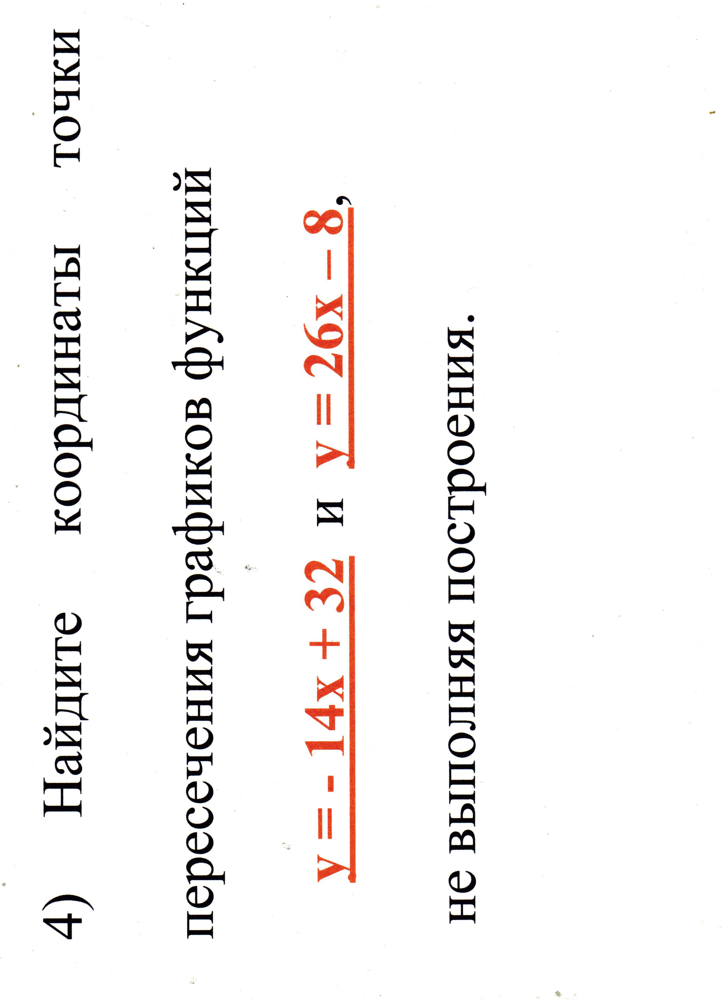 4) Найдите координаты точки
пересечения графиков функций
у = - 14х + 32 и у = 26х – 8,
не выполняя построения.